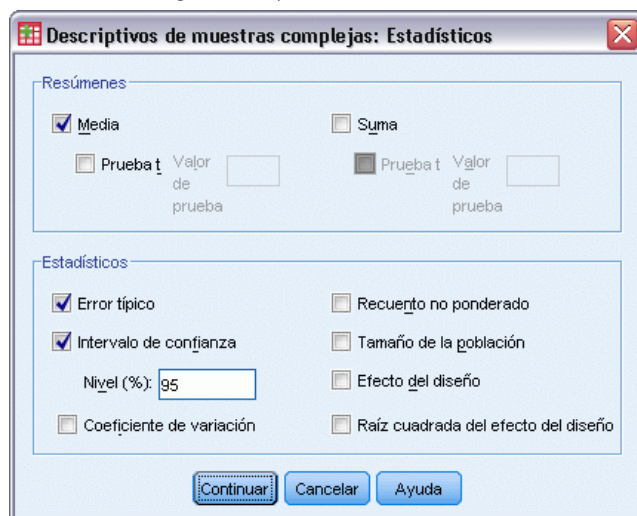 Descriptivos de muestras complejas: Estadísticos
Resúmenes
Media
Suma
Prueba t
Valor de prueba
Prueba t
Valor de prueba
Estadísticos
Error típico
Recuento no ponderado
Intervalo de confianza
Tamaño de la población
Nivel (%): 95
Efecto del diseño
Coeficiente de variación
Raíz cuadrada del efecto del diseño
Continuar
Cancelar
Ayuda